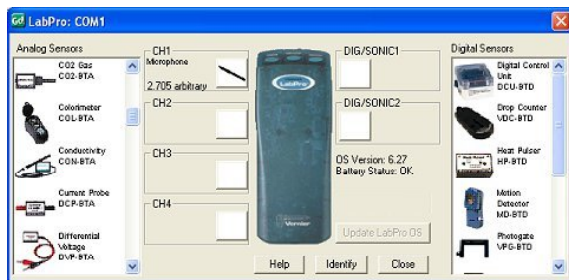 LabPro: COM1
Analog Sensors
CO2 Gas
CO2-BTA
Colorimeter
COL-BTA
Conductivity
CON-BTA
Current Probe
DCP-BTA
Differential
Voltage
DVP-BTA
CH1
Microphone
2.705 arbitrary
CH2
CH3
CH4
LabPro
Vernier
DIG/SONIC1
DIG/SONIC2
OS Version: 6.27
Battery Status: OK
Update LabPro OS
Help
Identify
Close
Digital Sensors
Digital Control
Unit
DCU-BTD
Drop Counter
VDC-BTD
Heat Pulser
HP-BTD
Motion
Detector
MD-BTD
Photogate
VPG-BTD